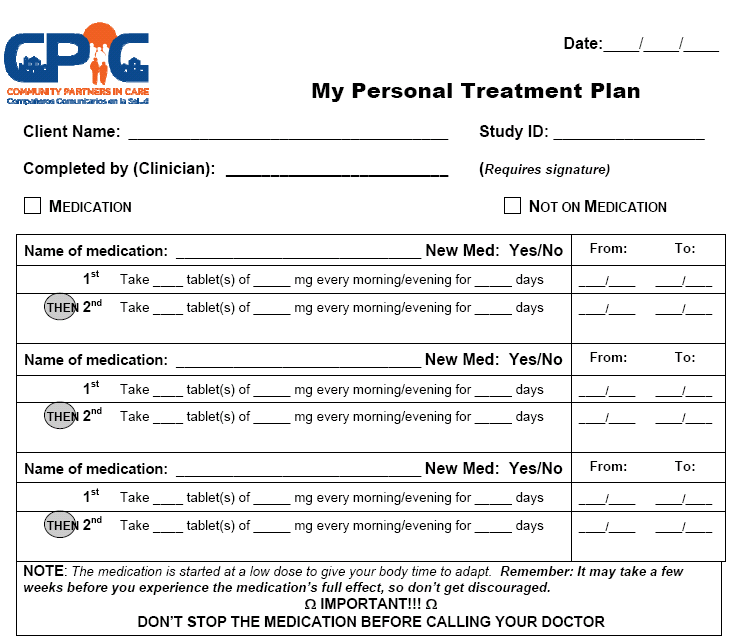 Date:____/____/____
CPIC
COMMUNITY PARTNERS IN CARE
Compañeros Comunitarios en la Salud
My Personal Treatment Plan
Client Name: ____________________________________ Study ID: _________________
Completed by (Clinician): _________________________ (Requires signature)
MEDICATION NOT ON MEDICATION
Name of medication: ____________________________ New Med: Yes/No From: To:
1st Take ____ tablet(s) of _____ mg every morning/evening for _____ days ____/____ ____/____
THEN 2nd Take ____ tablet(s) of _____ mg every morning/evening for _____ days ____/____ ____/____
Name of medication: ____________________________ New Med: Yes/No From: To:
1st Take ____ tablet(s) of _____ mg every morning/evening for _____ days ____/____ ____/____
THEN 2nd Take ____ tablet(s) of _____ mg every morning/evening for _____ days ____/____ ____/____
Name of medication: ____________________________ New Med: Yes/No From: To:
1st Take ____ tablet(s) of _____ mg every morning/evening for _____ days ____/____ ____/____
THEN 2nd Take ____ tablet(s) of _____ mg every morning/evening for _____ days ____/____ ____/____
NOTE: The medication is started at a low dose to give your body time to adapt. Remember: It may take a few
weeks before you experience the medication's full effect, so don't get discouraged.
Ω IMPORTANT!!! Ω
DON'T STOP THE MEDICATION BEFORE CALLING YOUR DOCTOR